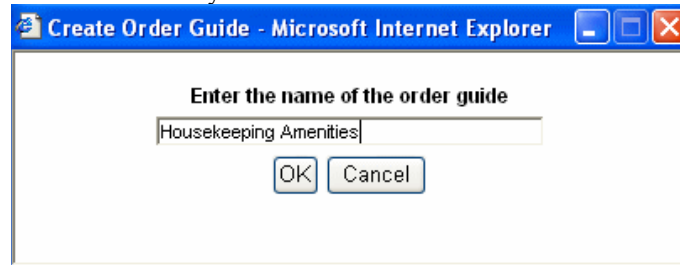 Create Order Guide - Microsoft Internet Explorer
Enter the name of the order guide
Housekeeping Amenities
OK Cancel